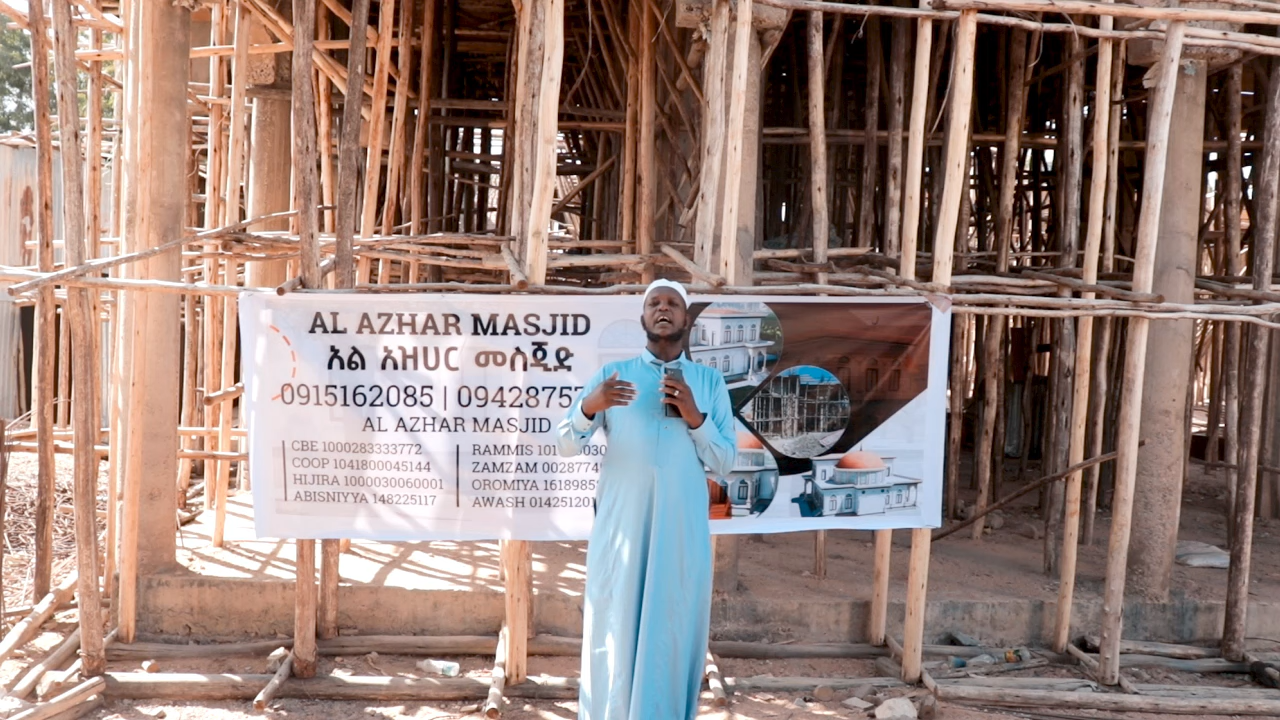 AL AZHAR MASJID
አል አዝሀር መስጂድ
0915162085 | 09428757
AL AZHAR MASJID
CBE 1000283333772
COOP 1041800045144
HIJIRA 1000030060001
ABISNIYYA 148225117
RAMMIS
ZAMZAM
OROMIYA
AWASH